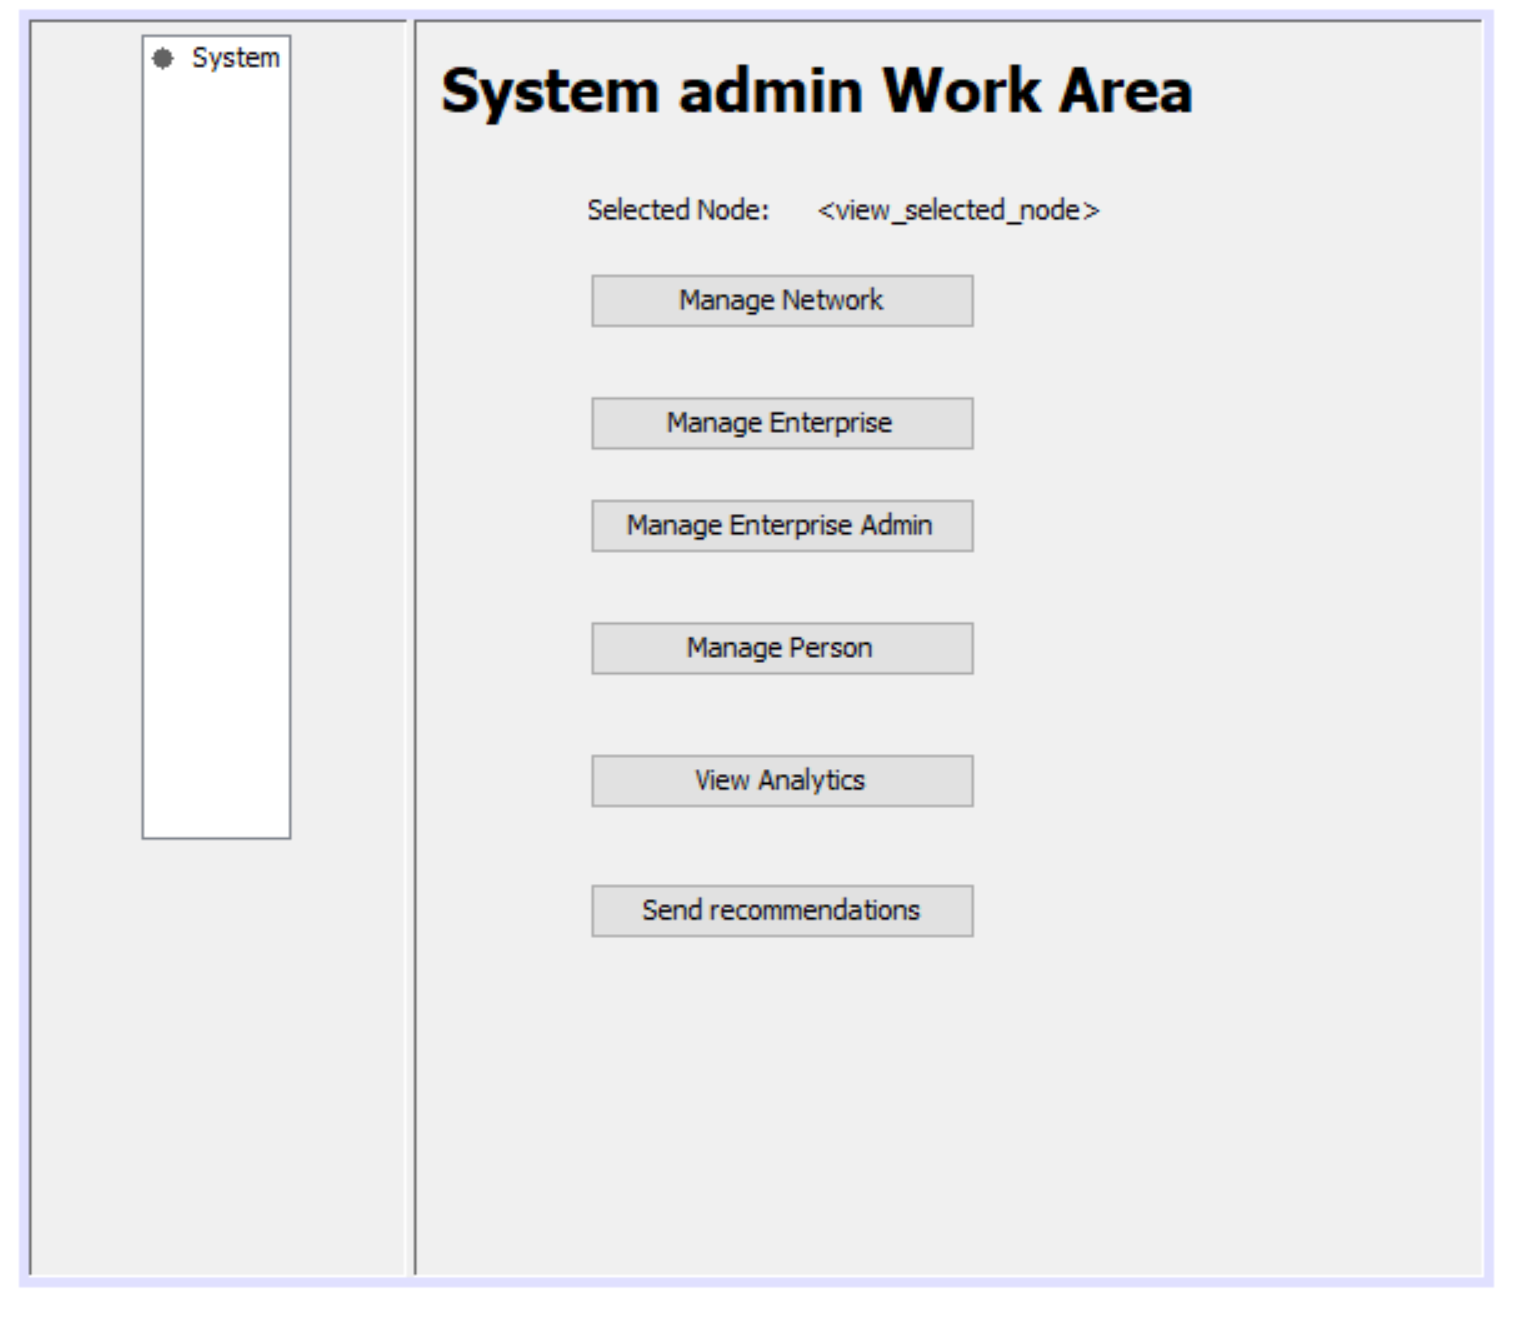 System
System admin Work Area
Selected Node: <view_selected_node>
Manage Network
Manage Enterprise
Manage Enterprise Admin
Manage Person
View Analytics
Send recommendations